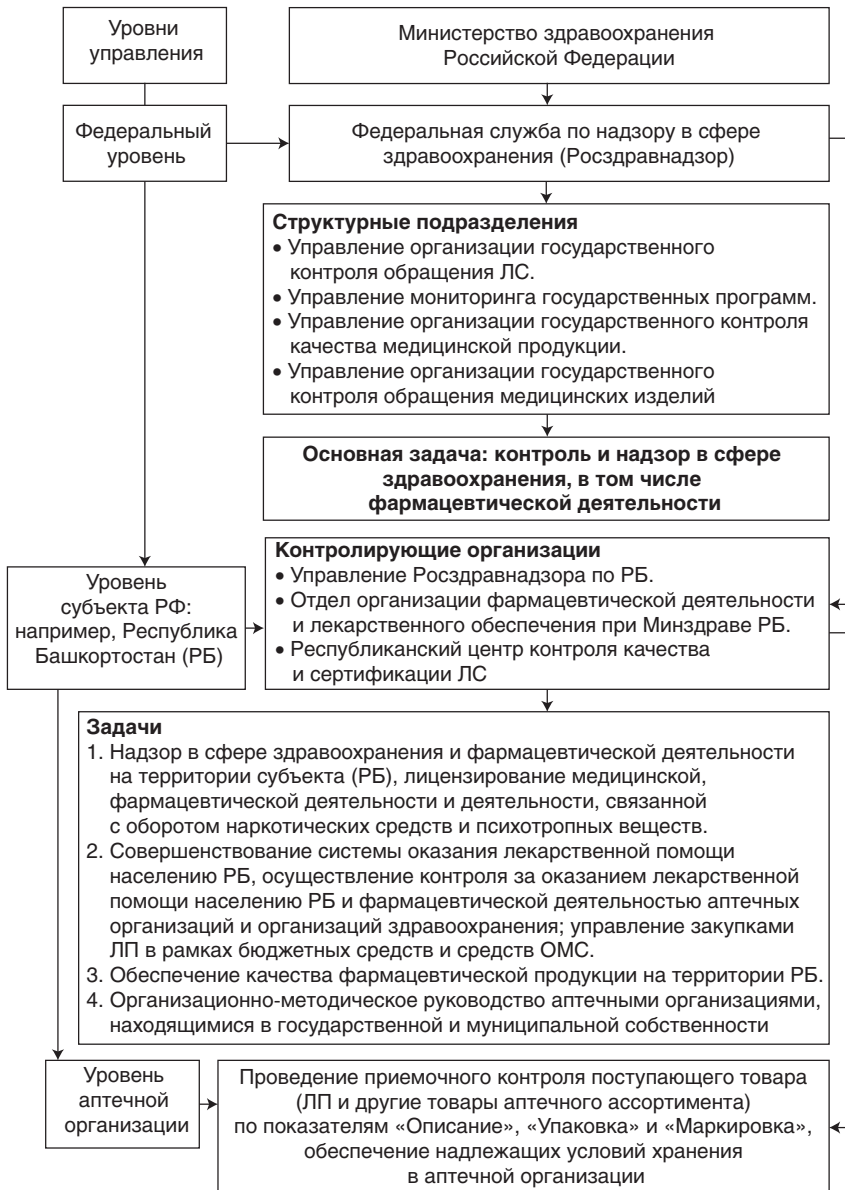 Уровни
управления
Министерство здравоохранения
Российской Федерации
Федеральный
уровень
Федеральная служба по надзору в сфере
здравоохранения (Росздравнадзор)
Структурные подразделения
• Управление организации государственного
контроля обращения ЛС.
• Управление мониторинга государственных программ.
• Управление организации государственного контроля
качества медицинской продукции.
• Управление организации государственного
контроля обращения медицинских изделий
Основная задача: контроль и надзор в сфере
здравоохранения, в том числе
фармацевтической деятельности
Уровень
субъекта РФ:
например, Республика
Башкортостан (РБ)
Контролирующие организации
• Управление Росздравнадзора по РБ.
• Отдел организации фармацевтической деятельности
и лекарственного обеспечения при Минздраве РБ.
• Республиканский центр контроля качества
и сертификации ЛС
Задачи
1. Надзор в сфере здравоохранения и фармацевтической деятельности
на территории субъекта (РБ), лицензирование медицинской,
фармацевтической деятельности и деятельности, связанной
с оборотом наркотических средств и психотропных веществ.
2. Совершенствование системы оказания лекарственной помощи
населению РБ, осуществление контроля за оказанием лекарственной
помощи населению РБ и фармацевтической деятельностью аптечных
организаций и организаций здравоохранения; управление закупками
ЛП в рамках бюджетных средств и средств ОМС.
3. Обеспечение качества фармацевтической продукции на территории РБ.
4. Организационно-методическое руководство аптечными организациями,
находящимися в государственной и муниципальной собственности
Уровень
аптечной
организации
Проведение приемочного контроля поступающего товара
(ЛП и другие товары аптечного ассортимента)
по показателям «Описание», «Упаковка» и «Маркировка»,
обеспечение надлежащих условий хранения
в аптечной организации